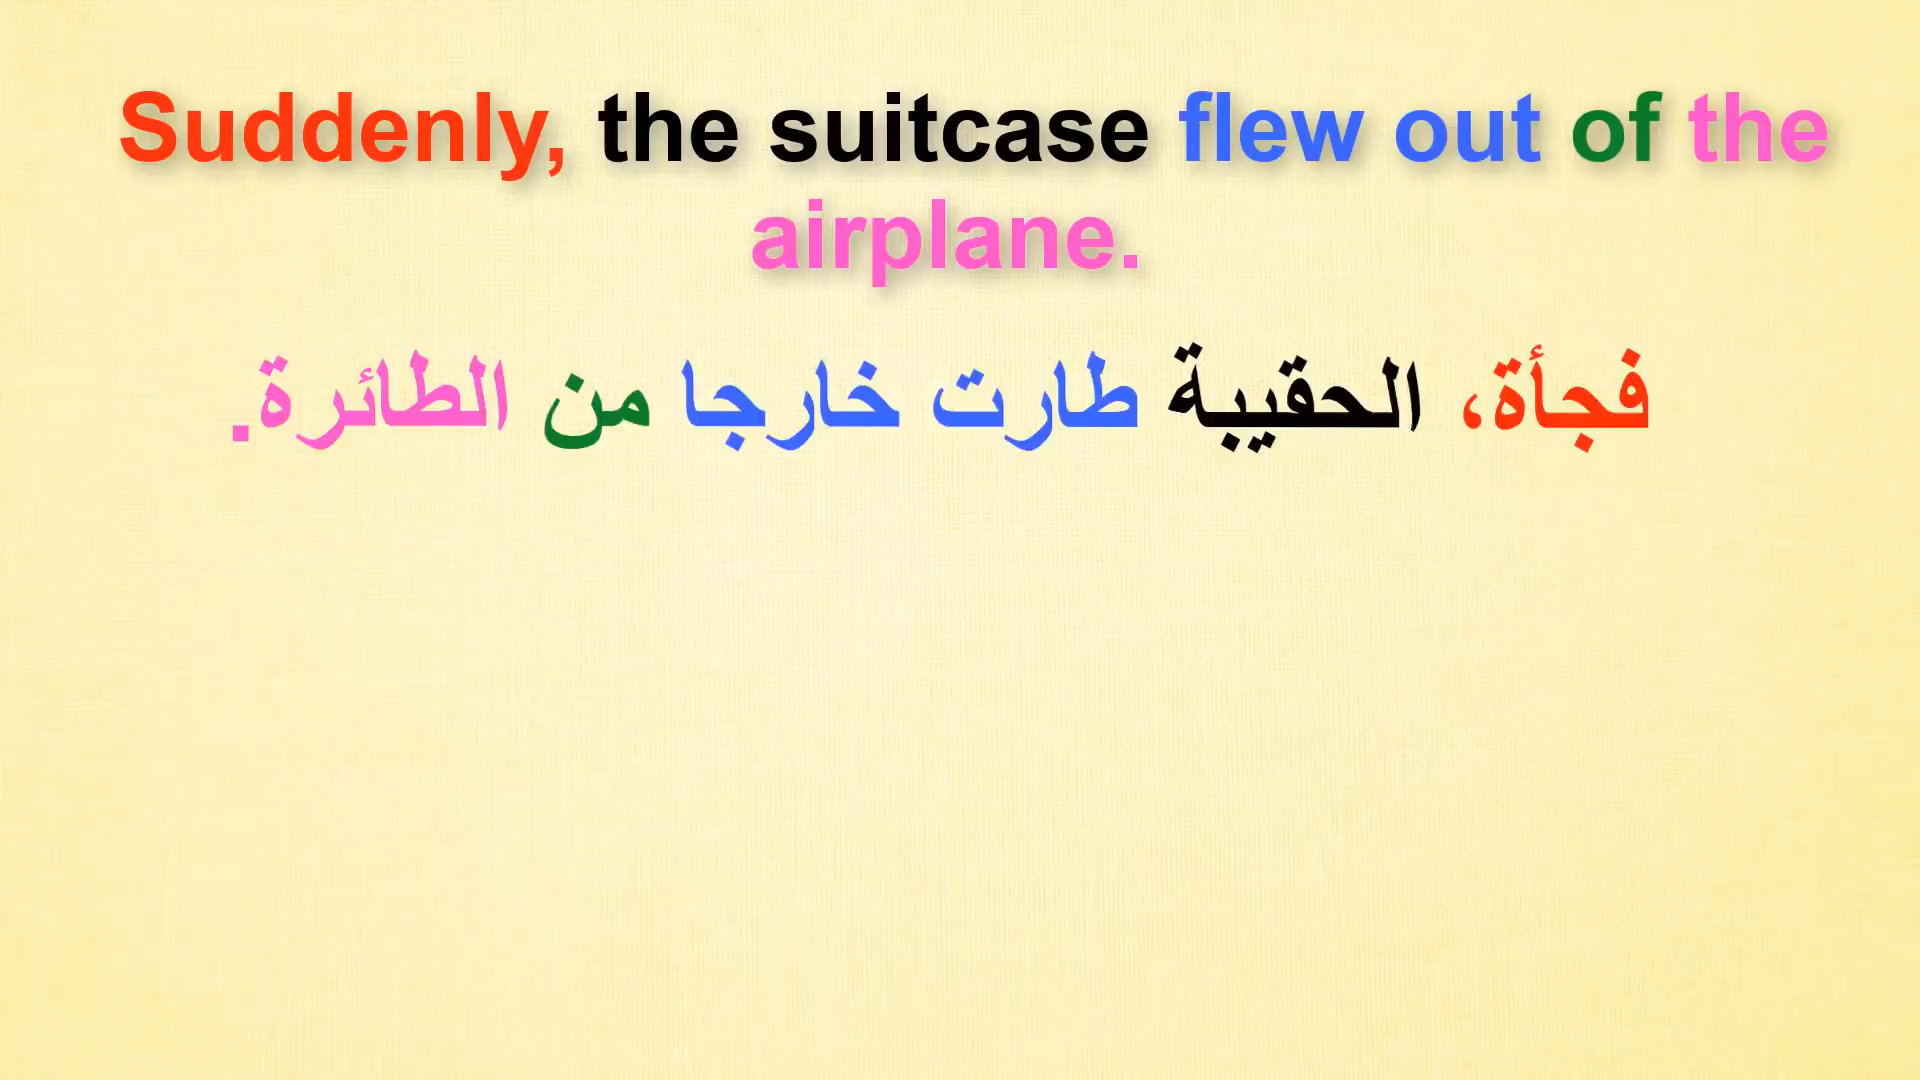 Suddenly, the suitcase flew out of the
airplane.
فجأة، الحقيبة طارت خارجا من الطائرة.